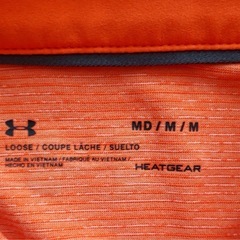 MD / M / M
LOOSE / COUPE LÂCHE / SUELTO
MADE IN VIETNAM / FABRIQUÉ AU VIETNAM /
HECHO EN VIETNAM
HEATGEAR